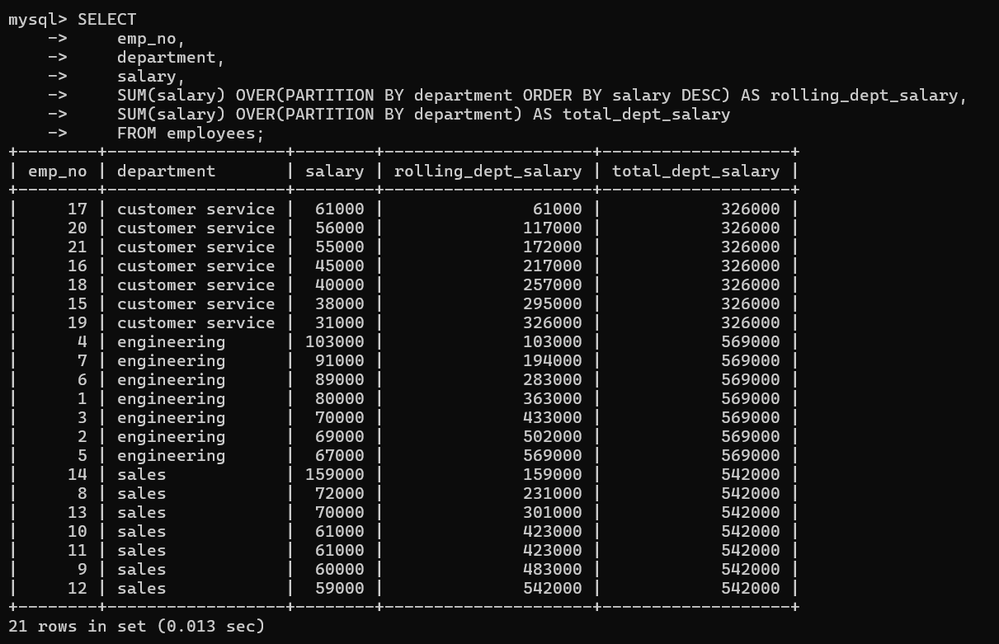 mysql> SELECT
    ->     emp_no,
    ->     department,
    ->     salary,
    ->     SUM(salary) OVER(PARTITION BY department ORDER BY salary DESC) AS rolling_dept_salary,
    ->     SUM(salary) OVER(PARTITION BY department) AS total_dept_salary
    ->     FROM employees;
+--------+------------------+--------+---------------------+-------------------+
| emp_no | department       | salary | rolling_dept_salary | total_dept_salary |
+--------+------------------+--------+---------------------+-------------------+
|     17 | customer service |  61000 |               61000 |            326000 |
|     20 | customer service |  56000 |              117000 |            326000 |
|     21 | customer service |  55000 |              172000 |            326000 |
|     16 | customer service |  45000 |              217000 |            326000 |
|     18 | customer service |  40000 |              257000 |            326000 |
|     15 | customer service |  38000 |              295000 |            326000 |
|     19 | customer service |  31000 |              326000 |            326000 |
|      4 | engineering      | 103000 |              103000 |            569000 |
|      7 | engineering      |  91000 |              194000 |            569000 |
|      6 | engineering      |  89000 |              283000 |            569000 |
|      1 | engineering      |  80000 |              363000 |            569000 |
|      3 | engineering      |  70000 |              433000 |            569000 |
|      2 | engineering      |  69000 |              502000 |            569000 |
|      5 | engineering      |  67000 |              569000 |            569000 |
|     14 | sales            | 159000 |              159000 |            542000 |
|      8 | sales            |  72000 |              231000 |            542000 |
|     13 | sales            |  70000 |              301000 |            542000 |
|     10 | sales            |  61000 |              423000 |            542000 |
|     11 | sales            |  61000 |              423000 |            542000 |
|      9 | sales            |  60000 |              483000 |            542000 |
|     12 | sales            |  59000 |              542000 |            542000 |
+--------+------------------+--------+---------------------+-------------------+
21 rows in set (0.013 sec)